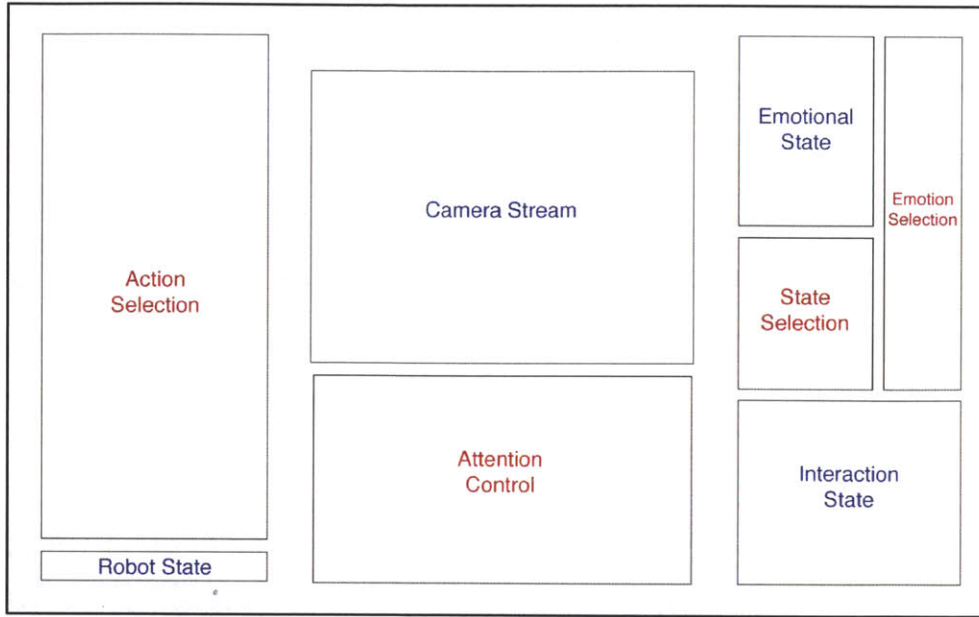 Action
Selection
Robot State
Camera Stream
Attention
Control
Emotional
State
State
Selection
Emotion
Selection
Interaction
State